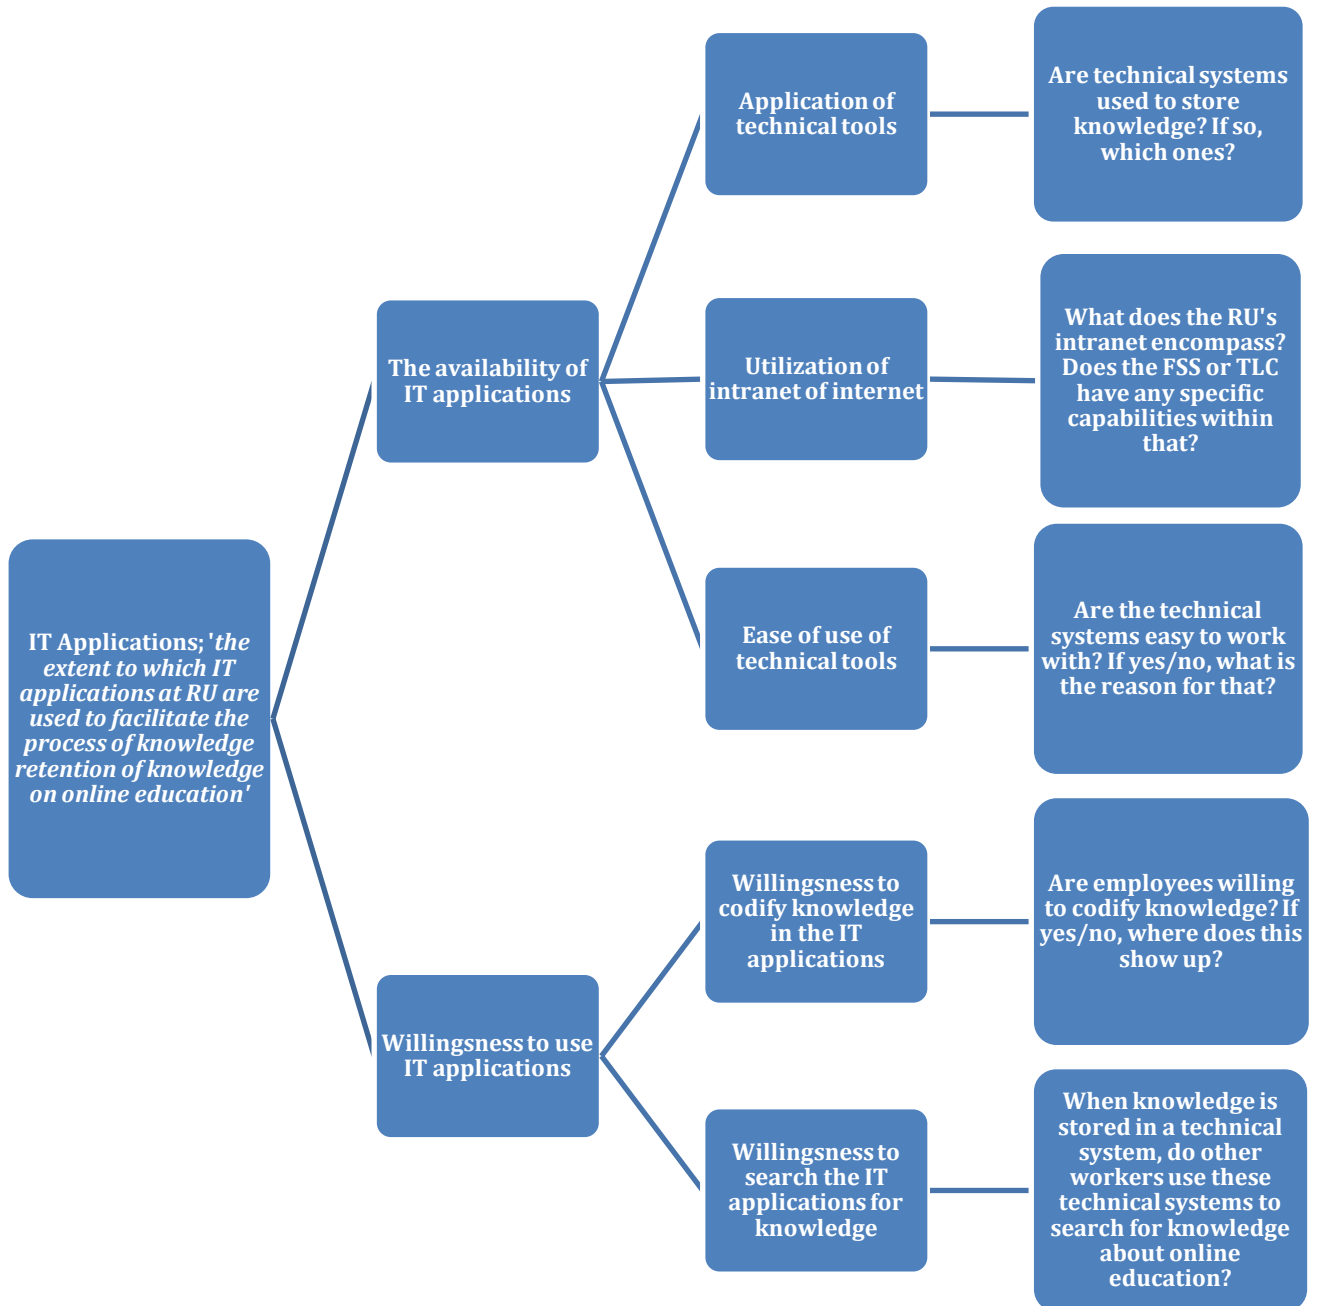 IT Applications; 'the
extent to which IT
applications at RU are
used to facilitate the
process of knowledge
retention of knowledge
on online education'
The availability of
IT applications
Application of
technical tools
Are technical systems
used to store
knowledge? If so,
which ones?
Utilization of
intranet of internet
What does the RU's
intranet encompass?
Does the FSS or TLC
have any specific
capabilities within
that?
Ease of use of
technical tools
Are the technical
systems easy to work
with? If yes/no, what is
the reason for that?
Willingsness to use
IT applications
Willingsness to
codify knowledge
in the IT
applications
Are employees willing
to codify knowledge? If
yes/no, where does this
show up?
Willingsness to
search the IT
applications for
knowledge
When knowledge is
stored in a technical
system, do other
workers use these
technical systems to
search for knowledge
about online
education?